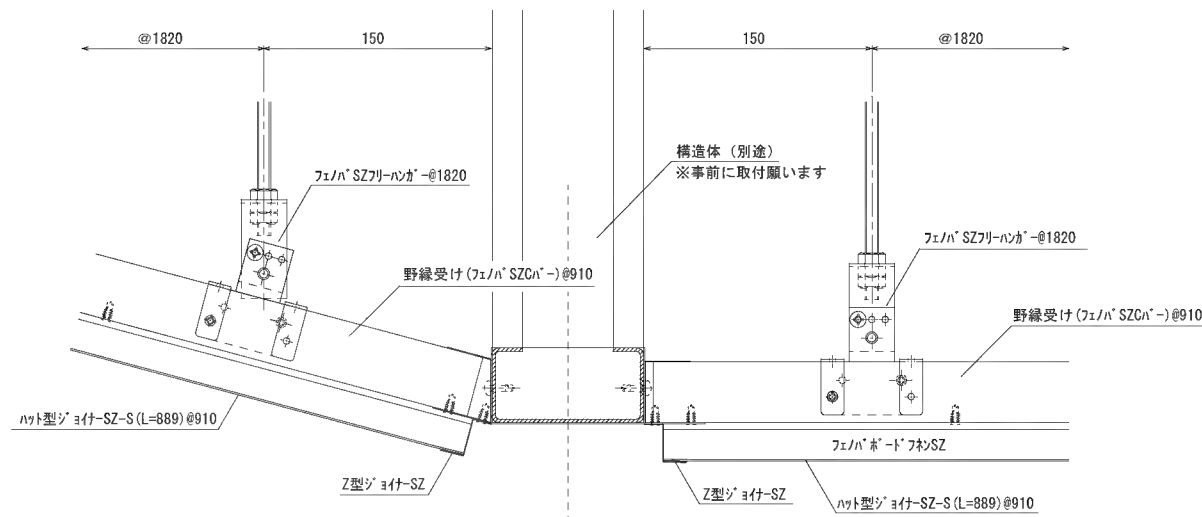 @1820
150
150
@1820
構造体（別途）
※事前に取付願います
ﾌｪﾉﾊﾞSZﾌﾘｰﾊﾝｶﾞｰ@1820
ﾌｪﾉﾊﾞSZﾌﾘｰﾊﾝｶﾞｰ@1820
野縁受け(ﾌｪﾉﾊﾞSZCﾊﾞｰ)@910
野縁受け(ﾌｪﾉﾊﾞSZCﾊﾞｰ)@910
ﾊｯﾄ型ｼﾞｮｲﾅｰSZ-S(L=889)@910
ﾌｪﾉﾊﾞﾎﾞｰﾄﾞﾌﾈﾝSZ
Z型ｼﾞｮｲﾅｰSZ
Z型ｼﾞｮｲﾅｰSZ
ﾊｯﾄ型ｼﾞｮｲﾅｰSZ-S(L=889)@910